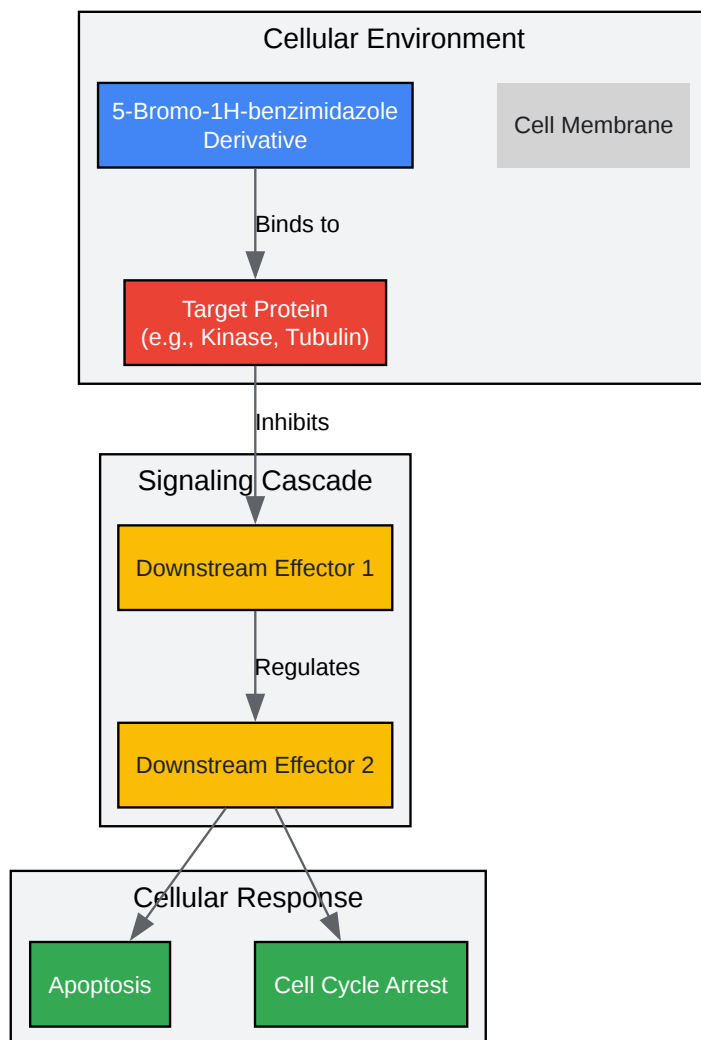 Cellular Environment
5-Bromo-1H-benzimidazole
Derivative
Cell Membrane
Binds to
Target Protein
(e.g., Kinase, Tubulin)
Inhibits
Signaling Cascade
Downstream Effector 1
Regulates
Downstream Effector 2
Cellular Response
Apoptosis
Cell Cycle Arrest